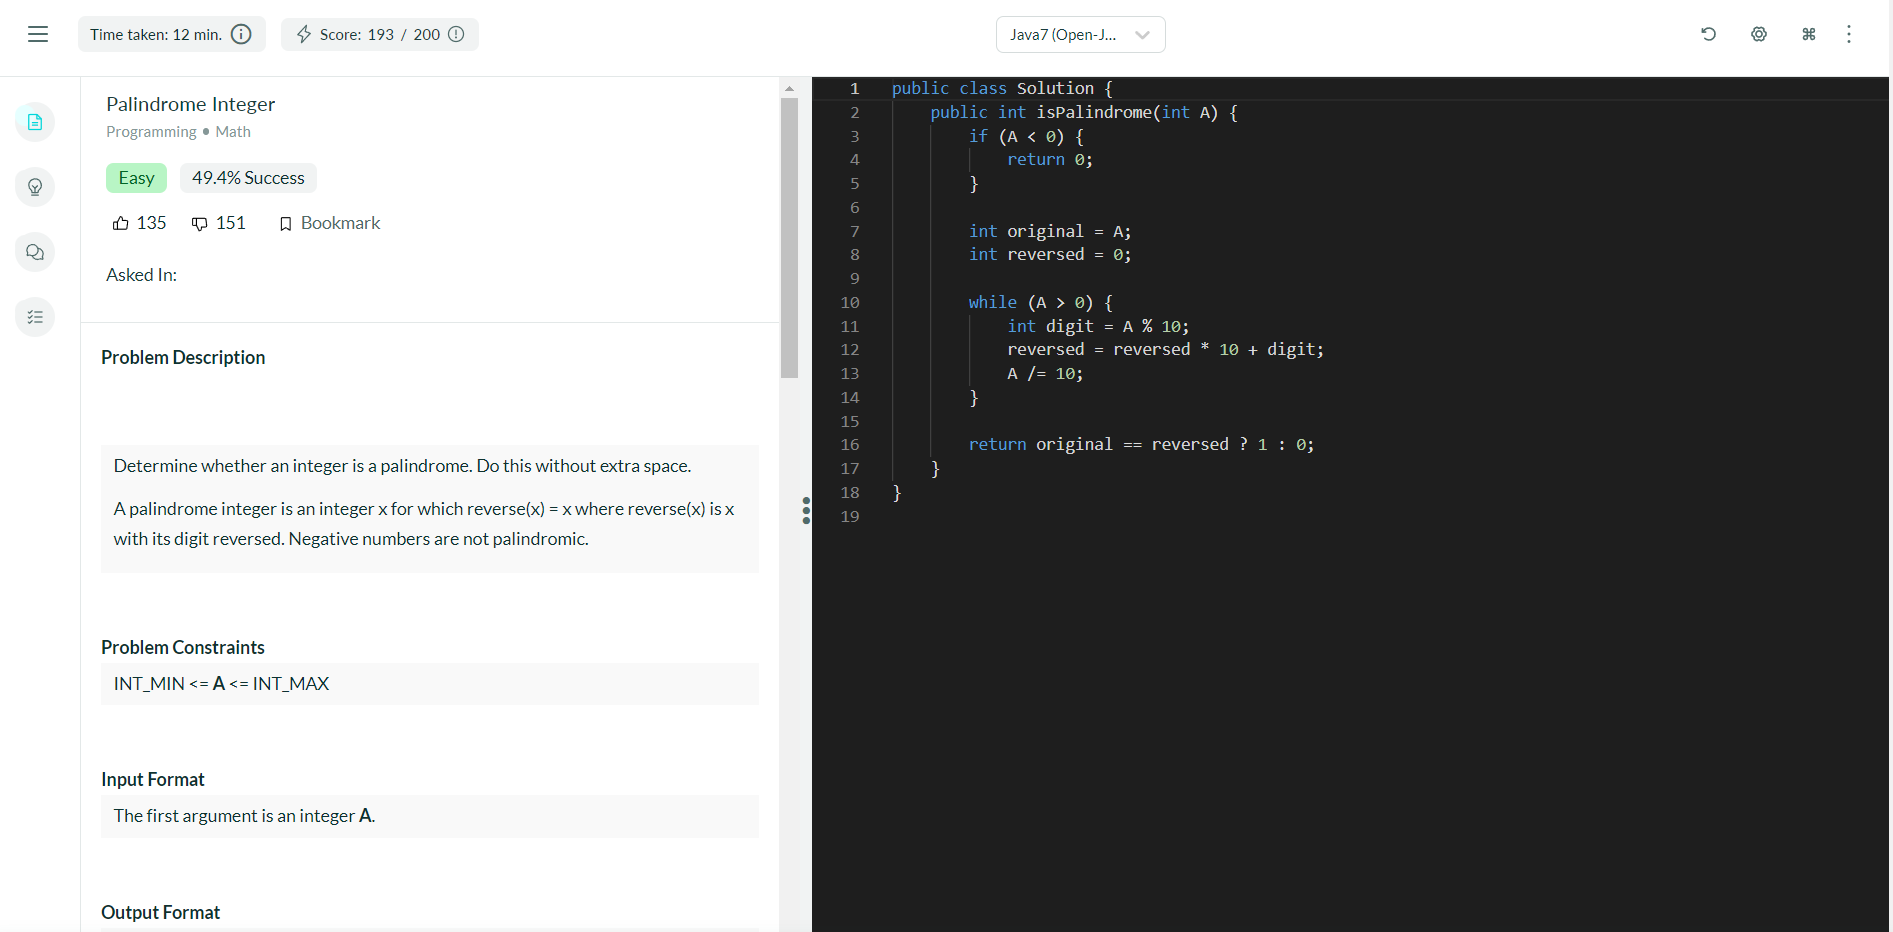 Time taken: 12 min.
Score: 193 / 200
Java7 (Open-J...
Palindrome Integer
Programming • Math
Easy
49.4% Success
135
151
Bookmark
Asked In:
Problem Description
Determine whether an integer is a palindrome. Do this without extra space.
A palindrome integer is an integer x for which reverse(x) = x where reverse(x) is x
with its digit reversed. Negative numbers are not palindromic.
Problem Constraints
INT_MIN <= A <= INT_MAX
Input Format
The first argument is an integer A.
Output Format
1 public class Solution {
2     public int isPalindrome(int A) {
3         if (A < 0) {
4             return 0;
5         }
6
7         int original = A;
8         int reversed = 0;
9
10         while (A > 0) {
11             int digit = A % 10;
12             reversed = reversed * 10 + digit;
13             A /= 10;
14         }
15
16         return original == reversed ? 1 : 0;
17     }
18 }
19